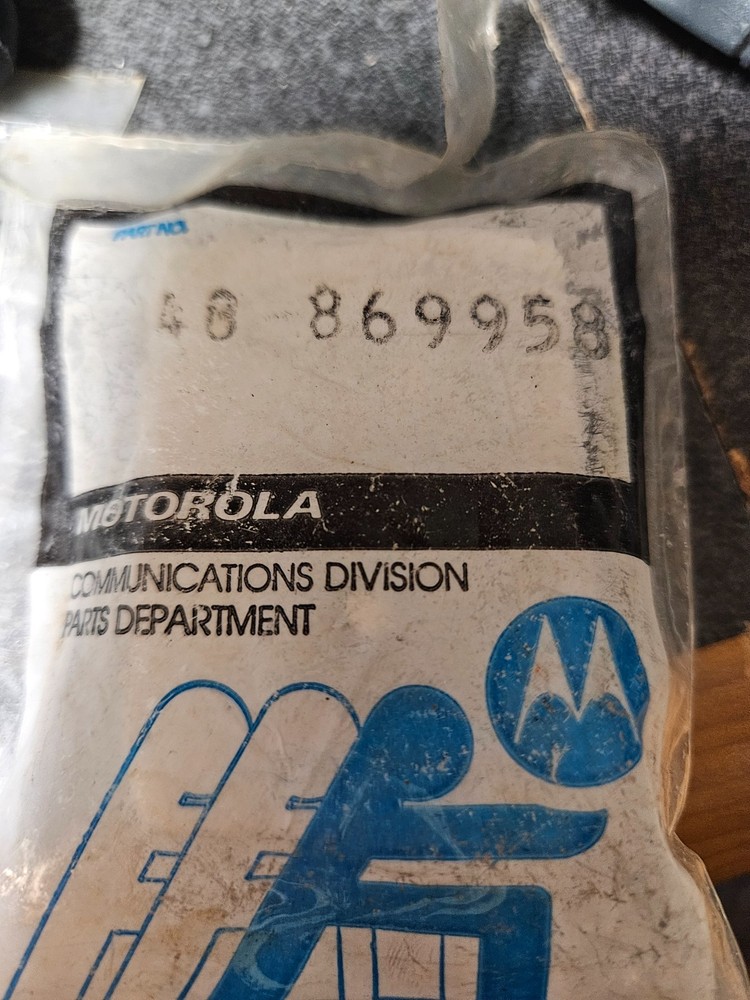 PART NO.
48 869958
MOTOROLA
COMMUNICATIONS DIVISION
PARTS DEPARTMENT